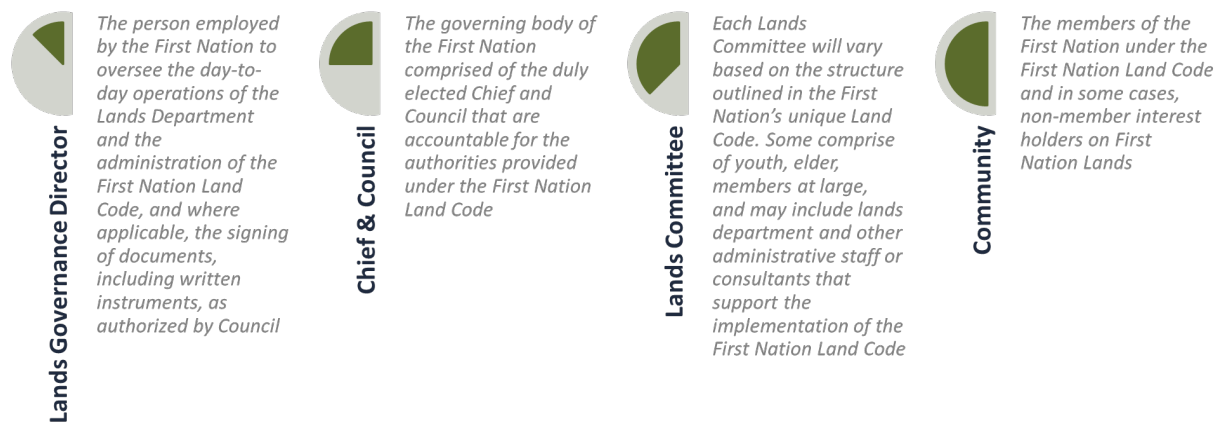 Lands Governance Director
The person employed
by the First Nation to
oversee the day-to-
day operations of the
Lands Department
and the
administration of the
First Nation Land
Code, and where
applicable, the signing
of documents,
including written
instruments, as
authorized by Council
Chief & Council
The governing body of
the First Nation
comprised of the duly
elected Chief and
Council that are
accountable for the
authorities provided
under the First Nation
Land Code
Lands Committee
Each Lands
Committee will vary
based on the structure
outlined in the First
Nation’s unique Land
Code. Some comprise
of youth, elder,
members at large,
and may include lands
department and other
administrative staff or
consultants that
support the
implementation of the
First Nation Land Code
Community
The members of the
First Nation under the
First Nation Land Code
and in some cases,
non-member interest
holders on First
Nation Lands